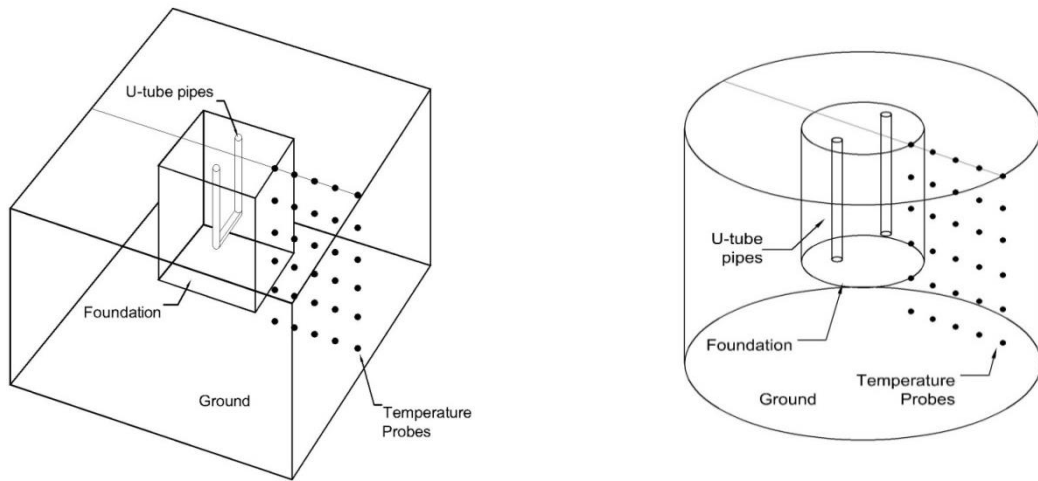 U-tube pipes
Foundation
Ground
Temperature
Probes
U-tube
pipes
Foundation
Ground
Temperature
Probes